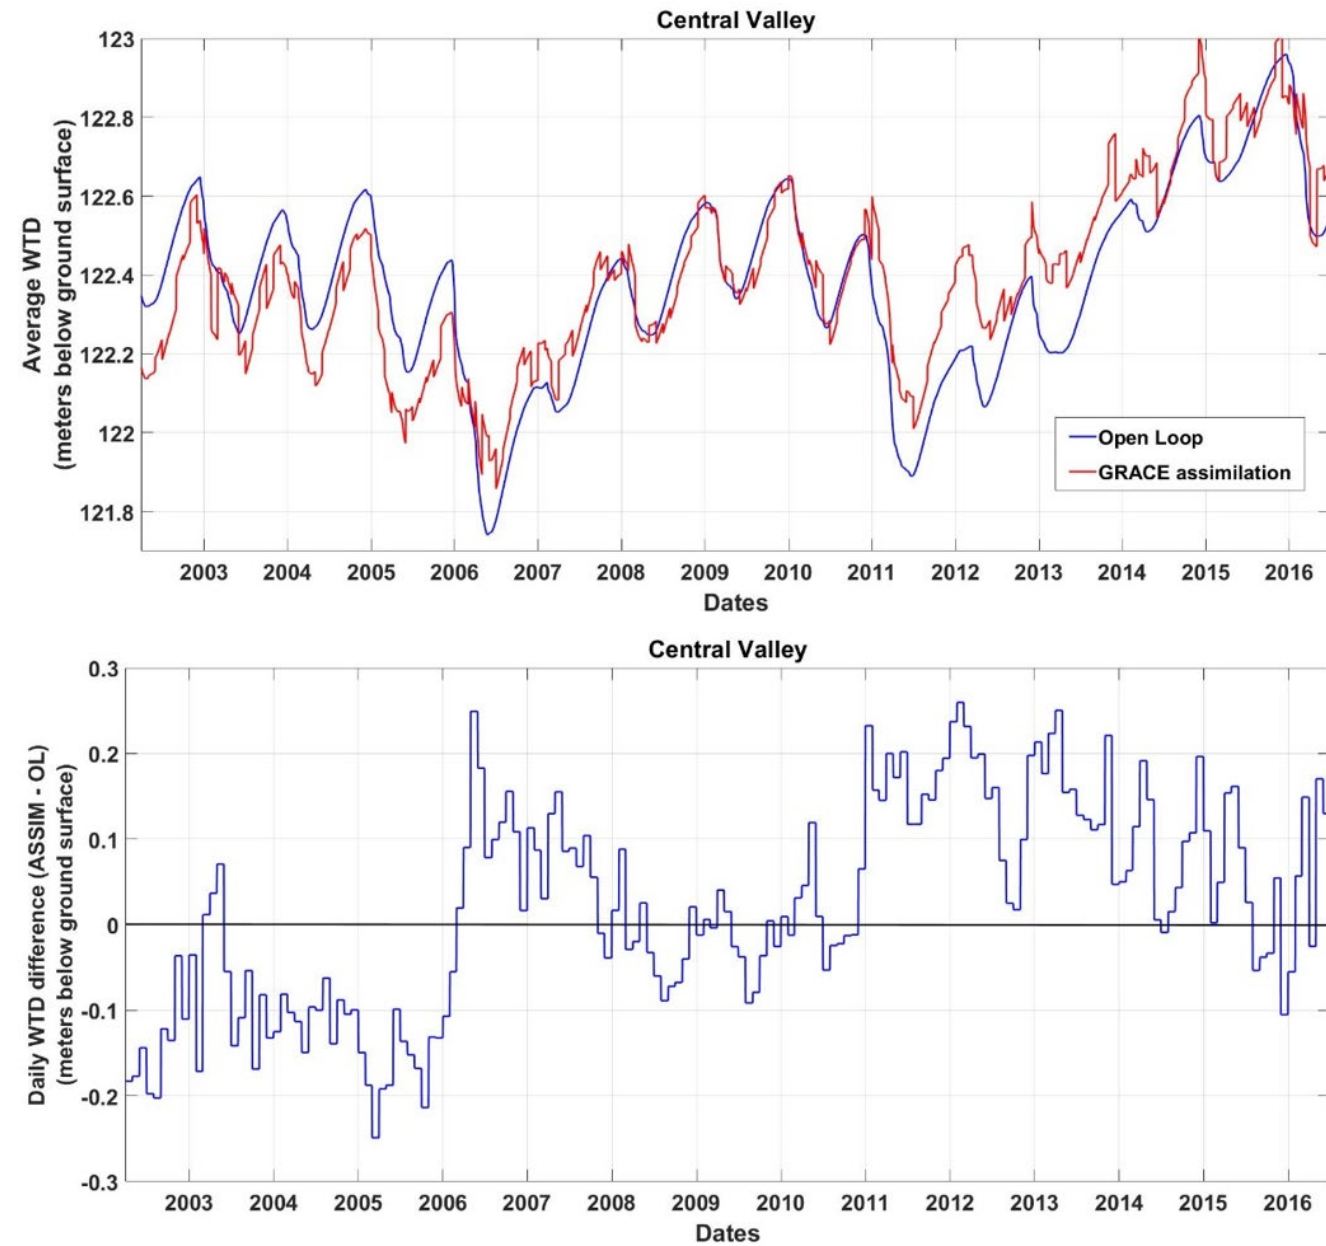 Central Valley
Average WTD
(meters below ground surface)
123
122.8
122.6
122.4
122.2
122
121.8
Open Loop
GRACE assimilation
2003 2004 2005 2006 2007 2008 2009 2010 2011 2012 2013 2014 2015 2016
Dates
Central Valley
Daily WTD difference (ASSIM - OL)
(meters below ground surface)
0.3
0.2
0.1
0
-0.1
-0.2
-0.3
2003 2004 2005 2006 2007 2008 2009 2010 2011 2012 2013 2014 2015 2016
Dates